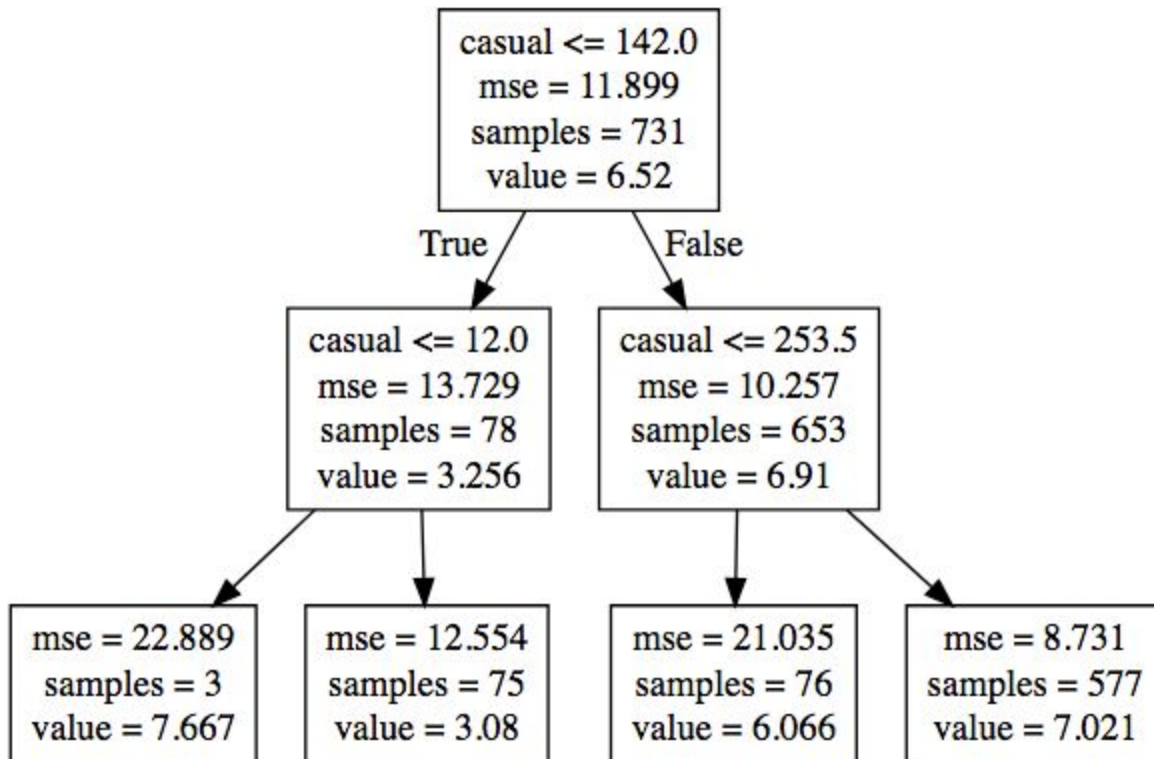 casual <= 142.0
mse = 11.899
samples = 731
value = 6.52
True
False
casual <= 12.0
mse = 13.729
samples = 78
value = 3.256
casual <= 253.5
mse = 10.257
samples = 653
value = 6.91
mse = 22.889
samples = 3
value = 7.667
mse = 12.554
samples = 75
value = 3.08
mse = 21.035
samples = 76
value = 6.066
mse = 8.731
samples = 577
value = 7.021